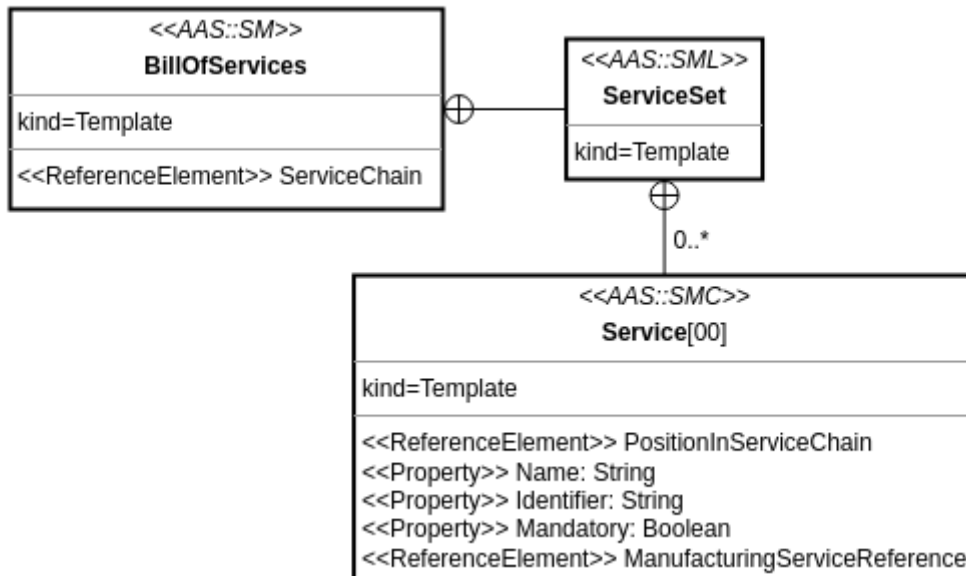 <<AAS::SM>>
BillOfServices
kind=Template
<<ReferenceElement>> ServiceChain
<<AAS::SML>>
ServiceSet
kind=Template
0..*
<<AAS::SMC>>
Service[00]
kind=Template
<<ReferenceElement>> PositionInServiceChain
<<Property>> Name: String
<<Property>> Identifier: String
<<Property>> Mandatory: Boolean
<<ReferenceElement>> ManufacturingServiceReference